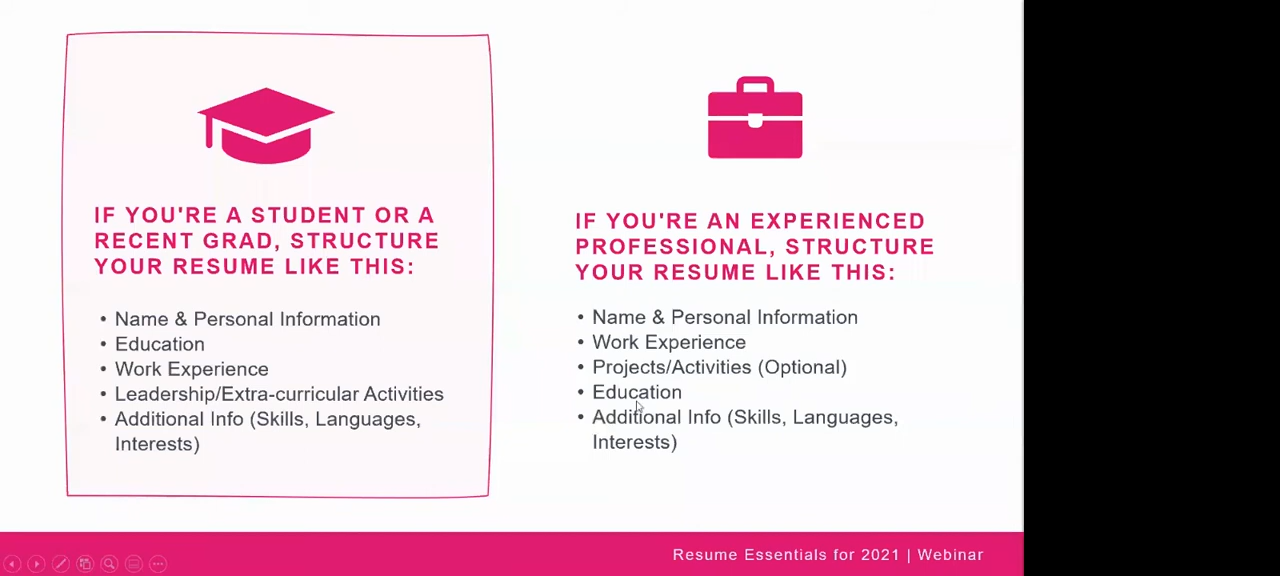 IF YOU'RE A STUDENT OR A
RECENT GRAD, STRUCTURE
YOUR RESUME LIKE THIS:
• Name & Personal Information
• Education
• Work Experience
• Leadership/Extra-curricular Activities
• Additional Info (Skills, Languages,
Interests)
IF YOU'RE AN EXPERIENCED
PROFESSIONAL, STRUCTURE
YOUR RESUME LIKE THIS:
• Name & Personal Information
• Work Experience
• Projects/Activities (Optional)
• Education
• Additional Info (Skills, Languages,
Interests)
Resume Essentials for 2021 | Webinar